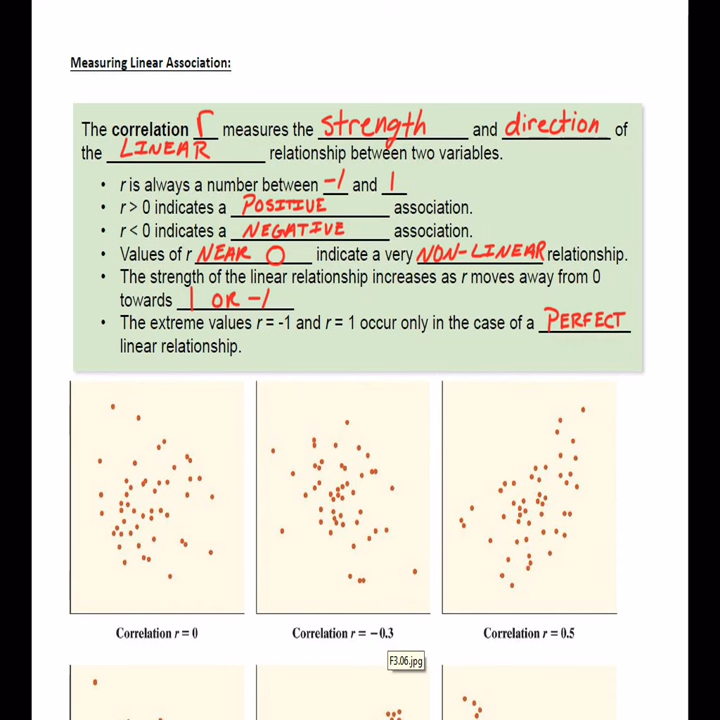 Measuring Linear Association:
The correlation r measures the strength and direction of
the LINEAR relationship between two variables.
• r is always a number between -1 and 1
• r > 0 indicates a POSITIVE association.
• r < 0 indicates a NEGATIVE association.
• Values of r NEAR 0 indicate a very NON-LINEAR relationship.
• The strength of the linear relationship increases as r moves away from 0
towards 1 OR -1
• The extreme values r = -1 and r = 1 occur only in the case of a PERFECT
linear relationship.
Correlation r = 0
Correlation r = −0.3
Correlation r = 0.5
F3.06.jpg